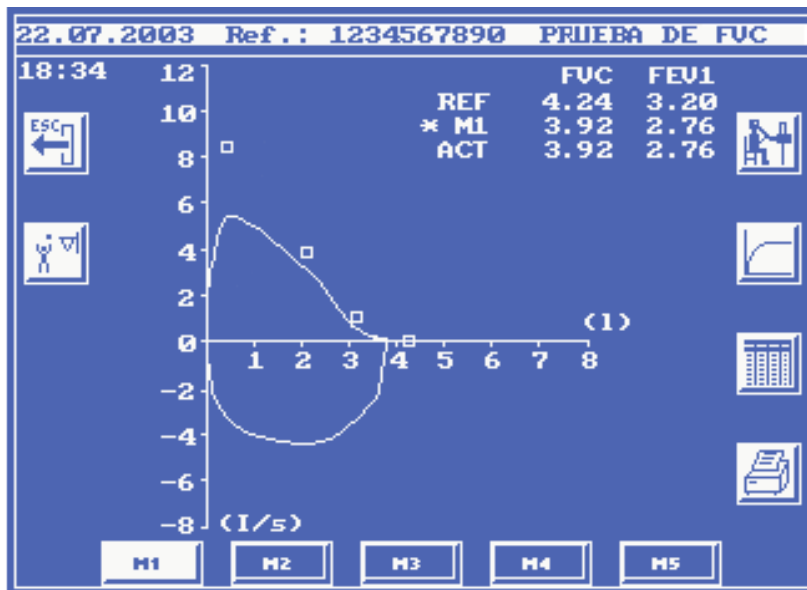 22.07.2003 Ref.: 1234567890 PRUEBA DE FVC
18:34
FVC FEV1
REF 4.24 3.20
* M1 3.92 2.76
ACT 3.92 2.76
ESC
12
10
8
6
4
2
0
-2
-4
-6
-8
1 2 3 4 5 6 7 8
(l)
(I/s)
M1 M2 M3 M4 M5